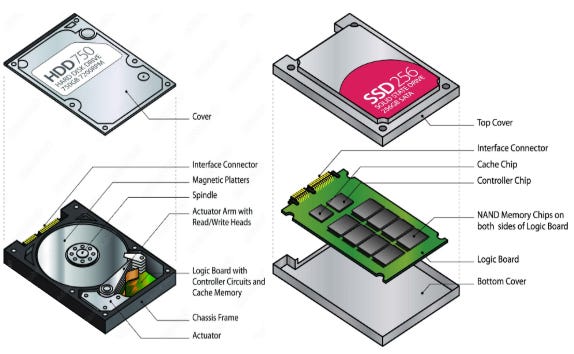 HDD750
HARD DISK DRIVE
750GB 7200RPM
Cover
Interface Connector
Magnetic Platters
Spindle
Actuator Arm with
Read/Write Heads
Logic Board with
Controller Circuits and
Cache Memory
Chassis Frame
Actuator
SSD256
SOLID STATE DRIVE
256GB SATA
Top Cover
Interface Connector
Cache Chip
Controller Chip
NAND Memory Chips on
both sides of Logic Board
Logic Board
Bottom Cover